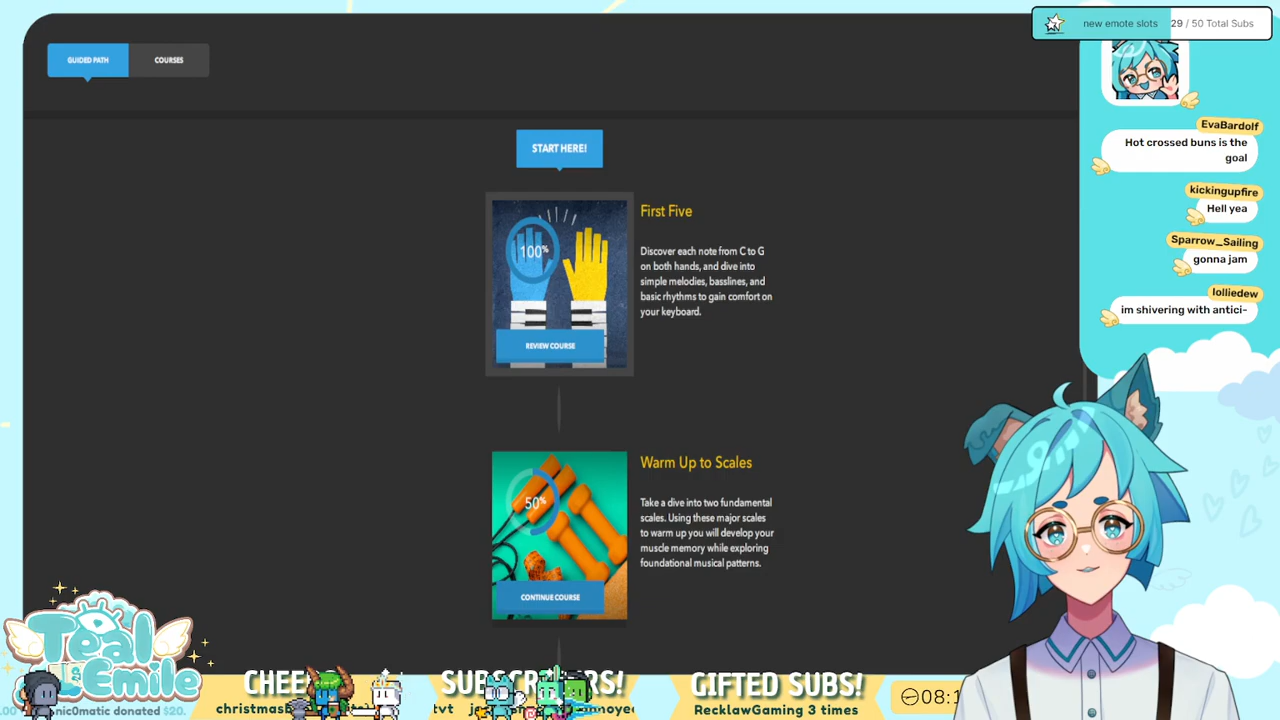 new emote slots 29 / 50 Total Subs
GUIDED PATH
COURSES
START HERE!
EvaBardolf
Hot crossed buns is the
goal
kickingupfire
Hell yea
Sparrow_Sailing
gonna jam
lolliedew
im shivering with antici-
First Five
100%
Discover each note from C to G
on both hands, and dive into
simple melodies, basslines, and
basic rhythms to gain comfort on
your keyboard.
REVIEW COURSE
Warm Up to Scales
50%
Take a dive into two fundamental
scales. Using these major scales
to warm up you will develop your
muscle memory while exploring
foundational musical patterns.
CONTINUE COURSE
Teal
Emile
GIFTED SUBS!
donated $20.
RecklawGaming 3 times